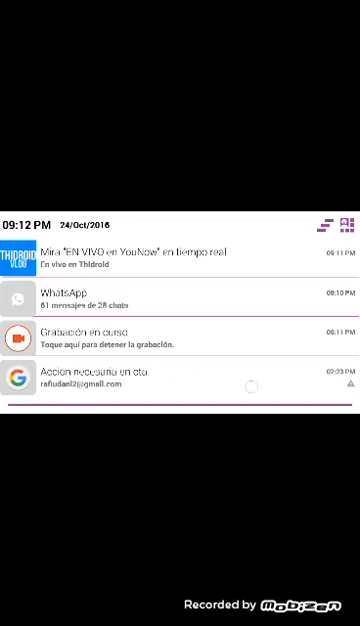 09:12 PM 24/Oct/2016
THIDROID
VLOG
Mira "EN VIVO en YouNow" en tiempo real 09:11 PM
En vivo en Thidroid
WhatsApp 09:10 PM
61 mensajes de 28 chats
Grabación en curso 09:11 PM
Toque aquí para detener la grabación.
Acción necesaria en cta. 02:23 PM
rafiudanl2@gmail.com
Recorded by Mobizen